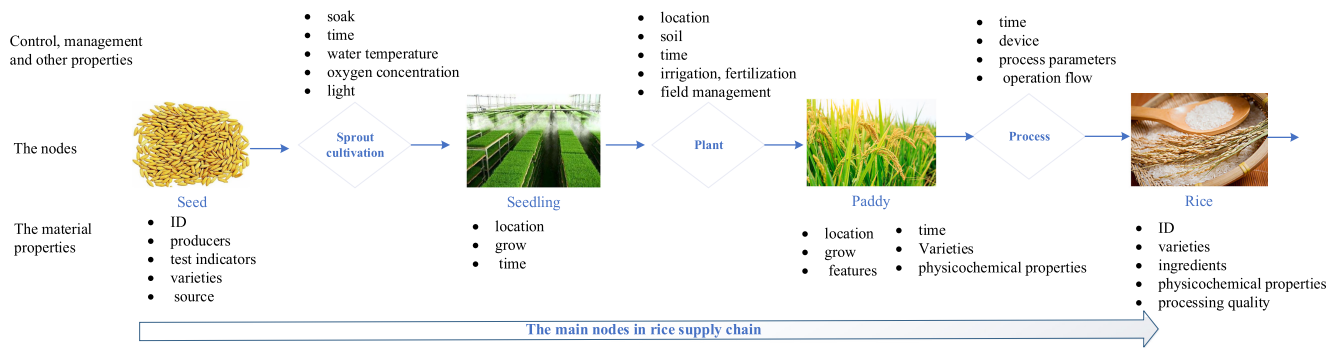 Control, management
and other properties
• soak
• time
• water temperature
• oxygen concentration
• light
• location
• soil
• time
• irrigation, fertilization
• field management
• time
• device
• process parameters
• operation flow
The nodes
Sprout
cultivation
Plant
Process
Seed
Seedling
Paddy
Rice
The material
properties
• ID
• producers
• test indicators
• varieties
• source
• location
• grow
• time
• location
• grow
• features
• time
• Varieties
• physicochemical properties
• ID
• varieties
• ingredients
• physicochemical properties
• processing quality
The main nodes in rice supply chain